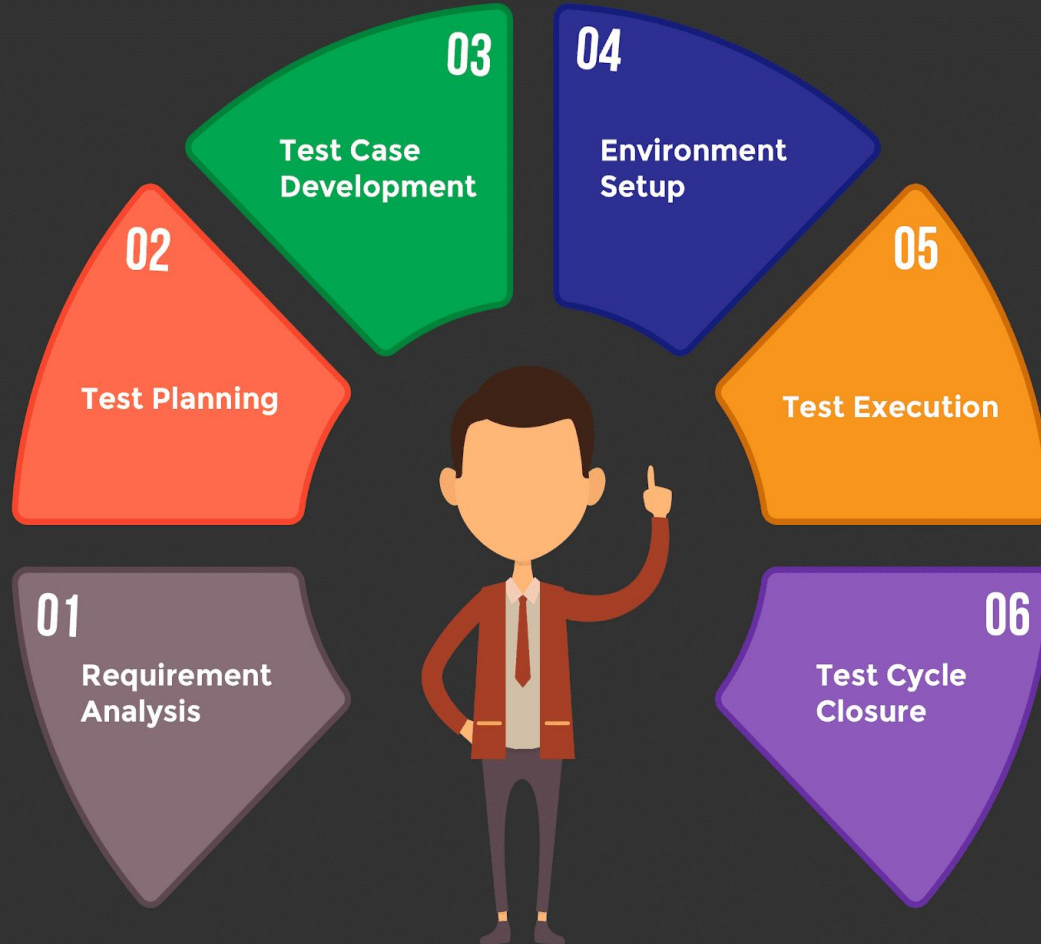 01
Requirement
Analysis
02
Test Planning
03
Test Case
Development
04
Environment
Setup
05
Test Execution
06
Test Cycle
Closure